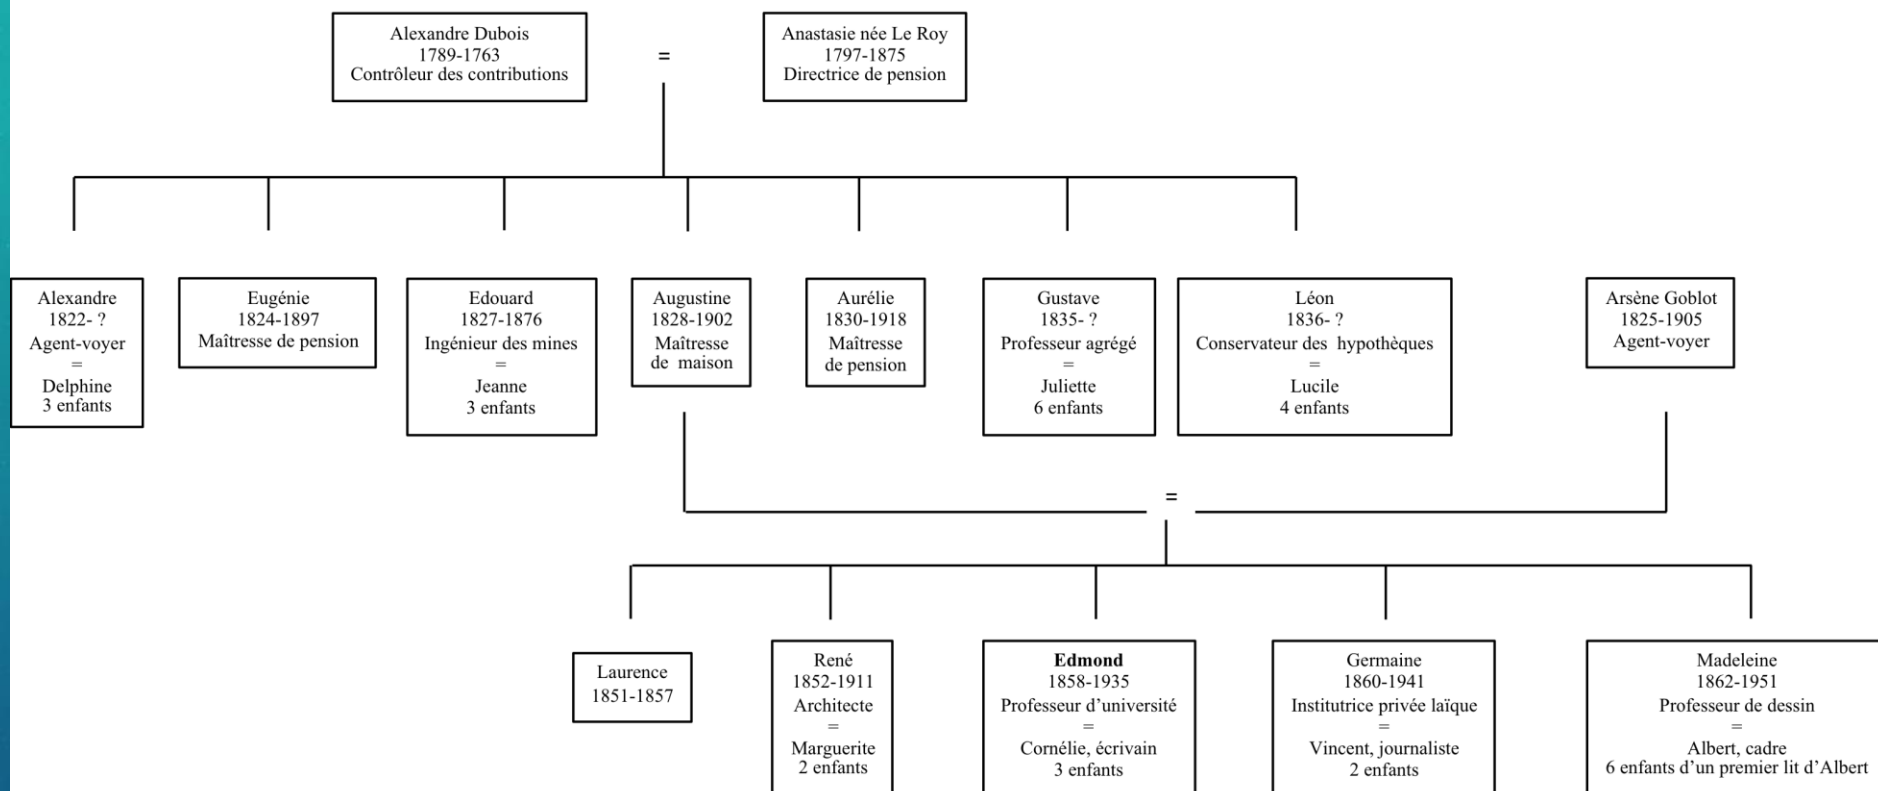 Alexandre Dubois
1789-1763
Contrôleur des contributions
=
Anastasie née Le Roy
1797-1875
Directrice de pension
Alexandre
1822- ?
Agent-voyer
=
Delphine
3 enfants
Eugénie
1824-1897
Maîtresse de pension
Edouard
1827-1876
Ingénieur des mines
=
Jeanne
3 enfants
Augustine
1828-1902
Maîtresse
de maison
Aurélie
1830-1918
Maîtresse
de pension
Gustave
1835- ?
Professeur agrégé
=
Juliette
6 enfants
Léon
1836- ?
Conservateur des hypothèques
=
Lucile
4 enfants
Arsène Goblot
1825-1905
Agent-voyer
=
Laurence
1851-1857
René
1852-1911
Architecte
=
Marguerite
2 enfants
Edmond
1858-1935
Professeur d’université
=
Cornélie, écrivain
3 enfants
Germaine
1860-1941
Institutrice privée laïque
=
Vincent, journaliste
2 enfants
Madeleine
1862-1951
Professeur de dessin
=
Albert, cadre
6 enfants d’un premier lit d’Albert